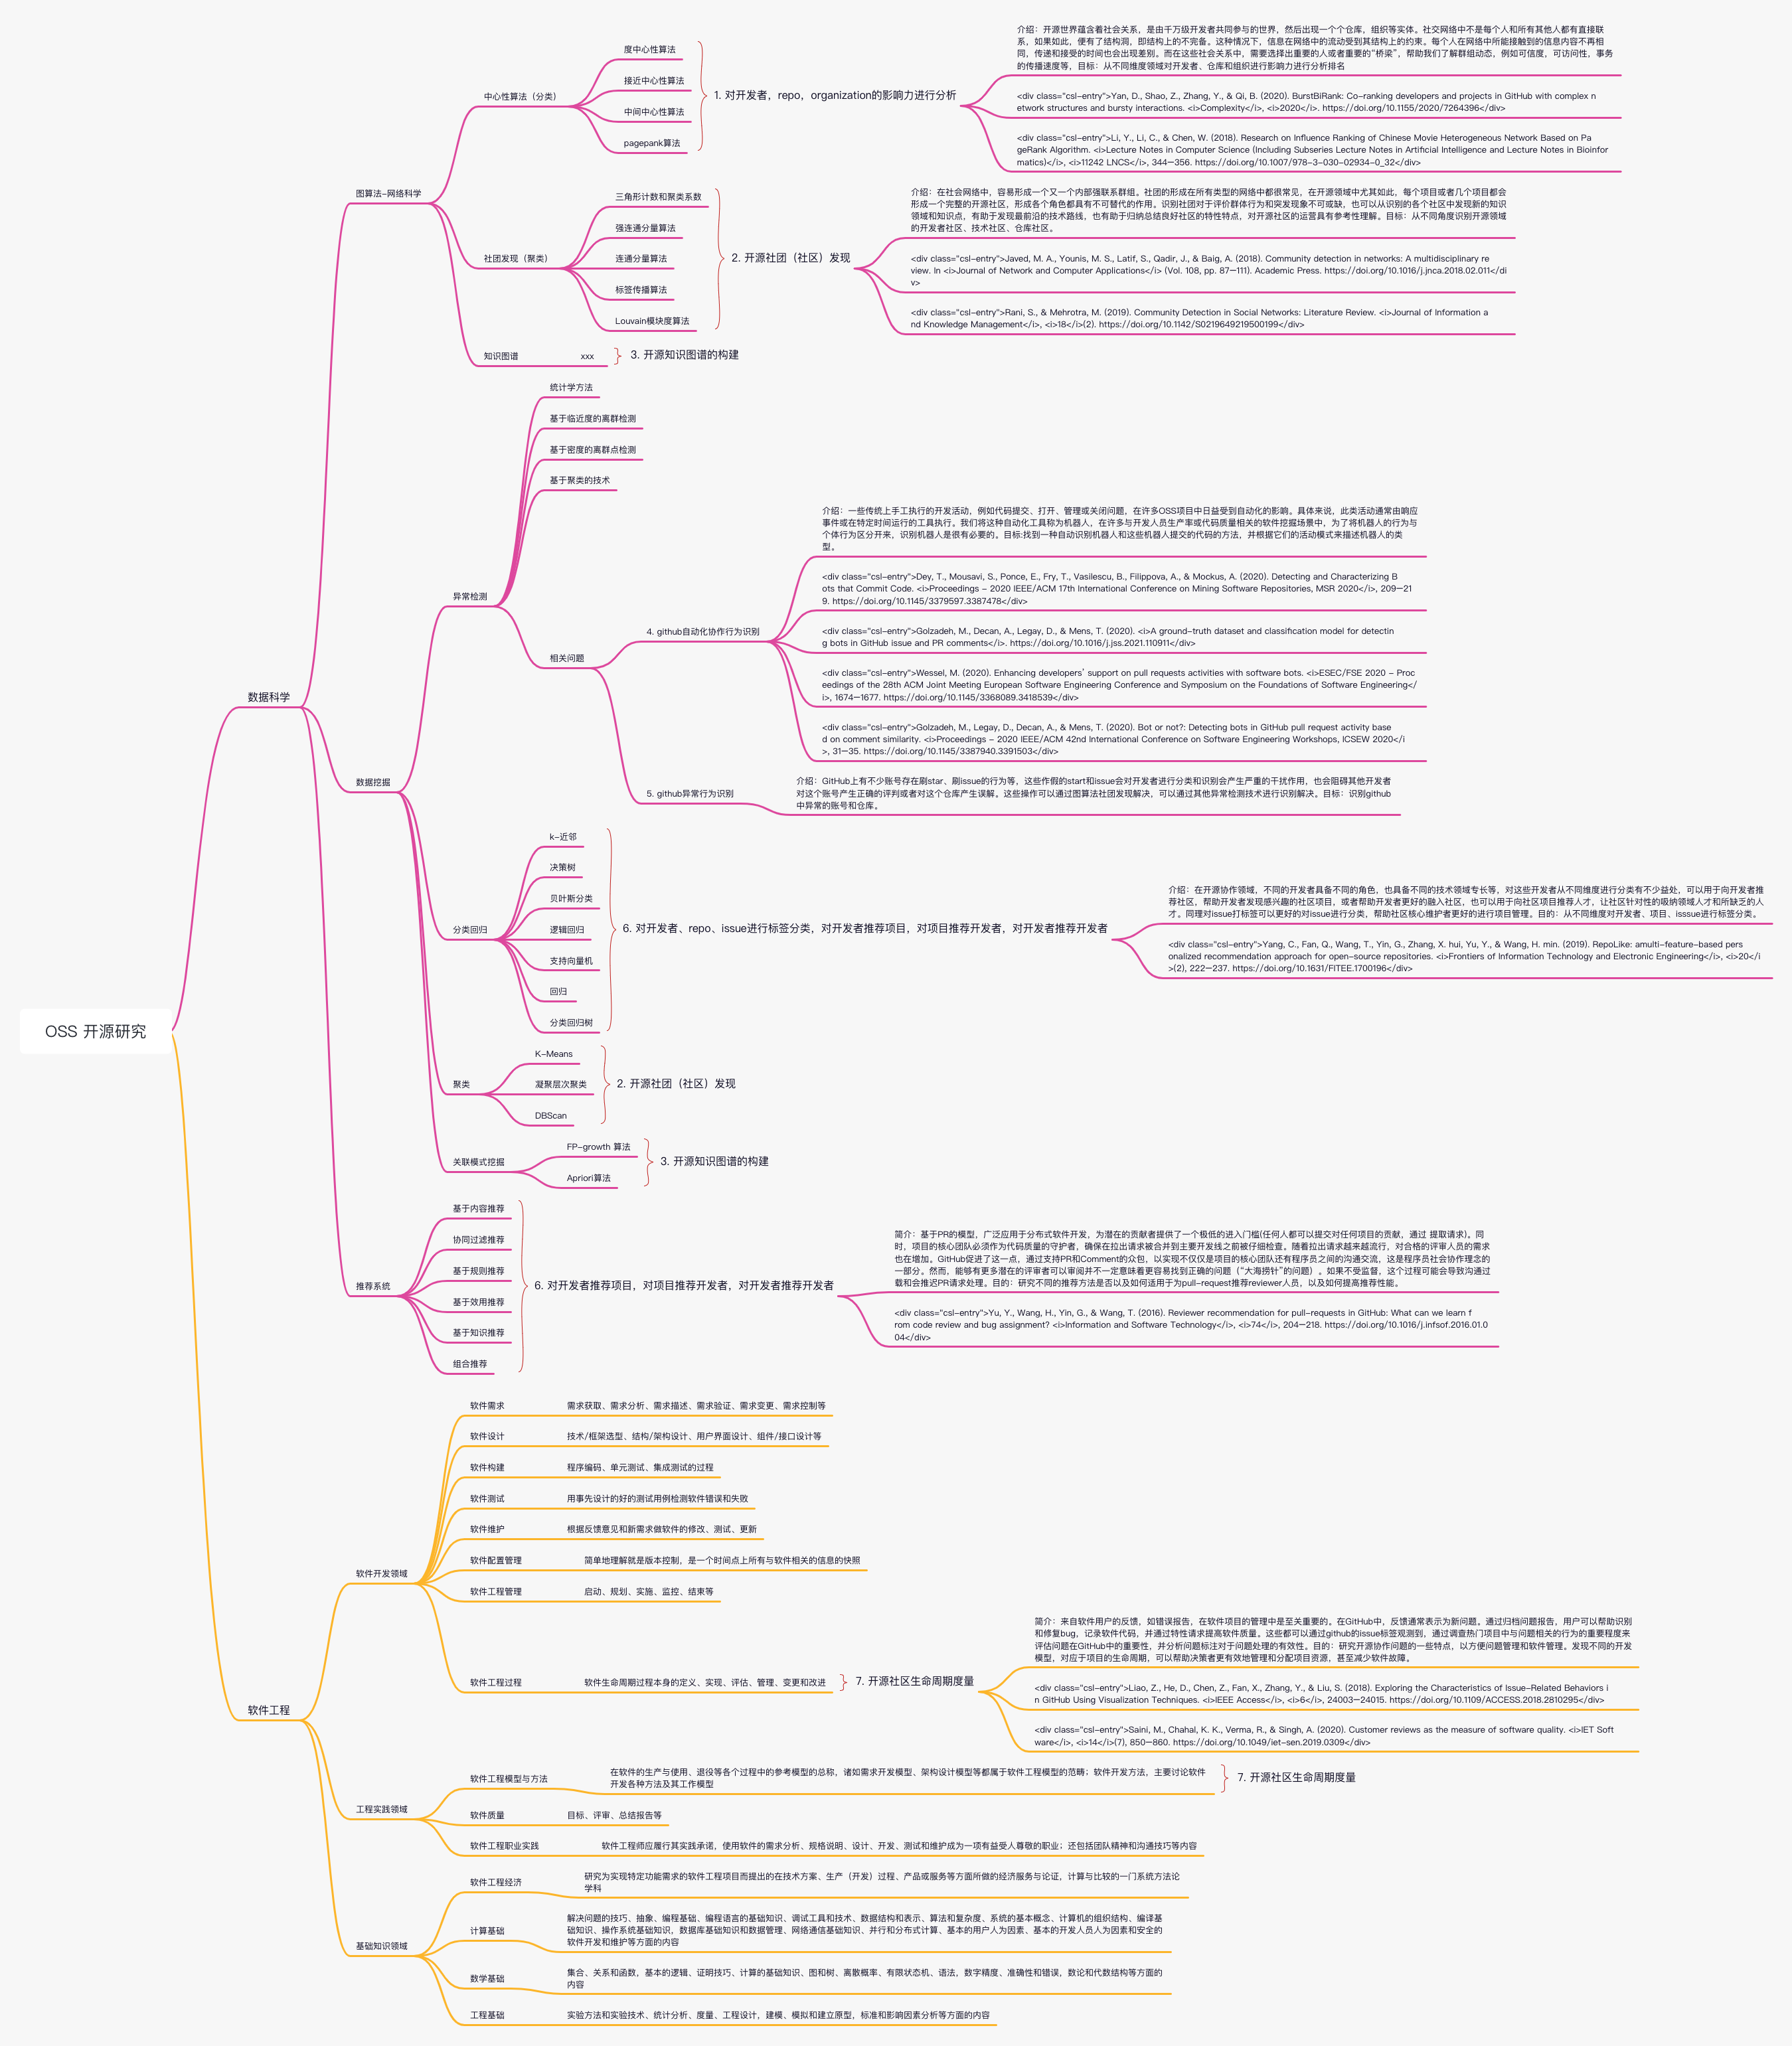 OSS 开源研究
数据科学
图算法-网络科学
中心性算法（分类）
度中心性算法
接近中心性算法
中间中心性算法
pagepank算法
1. 对开发者，repo，organization的影响力进行分析
介绍：开源世界蕴含着社会关系，是由千万级开发者共同参与的世界，然后出现一个个仓库，组织等实体。社交网络中不是每个人和所有其他人都有直接联
系，如果如此，便有了结构洞，即结构上的不完备。这种情况下，信息在网络中的流动受到其结构上的约束。每个人在网络中所能接触到的信息内容不再相
同，传递和接受的时间也会出现差别。而在这些社会关系中，需要选择出重要的人或者重要的“桥梁”，帮助我们了解群组动态，例如可信度，可访问性，事务
的传播速度等，目标：从不同维度领域对开发者、仓库和组织进行影响力进行分析排名
<div class="csl-entry">Yan, D., Shao, Z., Zhang, Y., & Qi, B. (2020). BurstBiRank: Co-ranking developers and projects in GitHub with complex n
etwork structures and bursty interactions. <i>Complexity</i>, <i>2020</i>. https://doi.org/10.1155/2020/7264396</div>
<div class="csl-entry">Li, Y., Li, C., & Chen, W. (2018). Research on Influence Ranking of Chinese Movie Heterogeneous Network Based on Pa
geRank Algorithm. <i>Lecture Notes in Computer Science (Including Subseries Lecture Notes in Artificial Intelligence and Lecture Notes in Bioinfor
matics)</i>, <i>11242 LNCS</i>, 344–356. https://doi.org/10.1007/978-3-030-02934-0_32</div>
社团发现（聚类）
三角形计数和聚类系数
强连通分量算法
连通分量算法
标签传播算法
Louvain模块度算法
2. 开源社团（社区）发现
介绍：在社会网络中，容易形成一个又一个内部强联系群组。社团的形成在所有类型的网络中都很常见，在开源领域中尤其如此，每个项目或者几个项目都会
形成一个完整的开源社区，形成各个角色都具有不可替代的作用。识别社团对于评价群体行为和突发现象不可或缺，也可以从识别的各个社区中发现新的知识
领域和知识点，有助于发现最前沿的技术路线，也有助于归纳总结良好社区的特性特点，对开源社区的运营具有参考性理解。目标：从不同角度识别开源领域
的开发者社区、技术社区、仓库社区。
<div class="csl-entry">Javed, M. A., Younis, M. S., Latif, S., Qadir, J., & Baig, A. (2018). Community detection in networks: A multidisciplinary re
view. In <i>Journal of Network and Computer Applications</i> (Vol. 108, pp. 87–111). Academic Press. https://doi.org/10.1016/j.jnca.2018.02.011</di
v>
<div class="csl-entry">Rani, S., & Mehrotra, M. (2019). Community Detection in Social Networks: Literature Review. <i>Journal of Information a
nd Knowledge Management</i>, <i>18</i>(2). https://doi.org/10.1142/S0219649219500199</div>
知识图谱
xxx
3. 开源知识图谱的构建
数据挖掘
异常检测
统计学方法
基于临近度的离群检测
基于密度的离群点检测
基于聚类的技术
相关问题
4. github自动化协作行为识别
介绍：一些传统上手工执行的开发活动，例如代码提交、打开、管理或关闭问题，在许多OSS项目中日益受到自动化的影响。具体来说，此类活动通常由响应
事件或在特定时间运行的工具执行。我们将这种自动化工具称为机器人，在许多与开发人员生产率或代码质量相关的软件挖掘场景中，为了将机器人的行为与
个体行为区分开来，识别机器人是很有必要的。目标:找到一种自动识别机器人和这些机器人提交的代码的方法，并根据它们的活动模式来描述机器人的类
型。
<div class="csl-entry">Dey, T., Mousavi, S., Ponce, E., Fry, T., Vasilescu, B., Filippova, A., & Mockus, A. (2020). Detecting and Characterizing B
ots that Commit Code. <i>Proceedings - 2020 IEEE/ACM 17th International Conference on Mining Software Repositories, MSR 2020</i>, 209–21
9. https://doi.org/10.1145/3379597.3387478</div>
<div class="csl-entry">Golzadeh, M., Decan, A., Legay, D., & Mens, T. (2020). <i>A ground-truth dataset and classification model for detectin
g bots in GitHub issue and PR comments</i>. https://doi.org/10.1016/j.jss.2021.110911</div>
<div class="csl-entry">Wessel, M. (2020). Enhancing developers’ support on pull requests activities with software bots. <i>ESEC/FSE 2020 - Proc
eedings of the 28th ACM Joint Meeting European Software Engineering Conference and Symposium on the Foundations of Software Engineering</
i>, 1674–1677. https://doi.org/10.1145/3368089.3418539</div>
<div class="csl-entry">Golzadeh, M., Legay, D., Decan, A., & Mens, T. (2020). Bot or not?: Detecting bots in GitHub pull request activity base
d on comment similarity. <i>Proceedings - 2020 IEEE/ACM 42nd International Conference on Software Engineering Workshops, ICSEW 2020</i
>, 31–35. https://doi.org/10.1145/3387940.3391503</div>
5. github异常行为识别
介绍：GitHub上有不少账号存在刷star、刷issue的行为等，这些作假的start和issue会对开发者进行分类和识别会产生严重的干扰作用，也会阻碍其他开发者
对这个账号产生正确的评判或者对这个仓库产生误解。这些操作可以通过图算法社团发现解决，可以通过其他异常检测技术进行识别解决。目标：识别github
中异常的账号和仓库。
分类回归
k-近邻
决策树
贝叶斯分类
逻辑回归
支持向量机
回归
分类回归树
6. 对开发者、repo、issue进行标签分类，对开发者推荐项目，对项目推荐开发者，对开发者推荐开发者
介绍：在开源协作领域，不同的开发者具备不同的角色，也具备不同的技术领域专长等，对这些开发者从不同维度进行分类有不少益处，可以用于向开发者推
荐社区，帮助开发者发现感兴趣的社区项目，或者帮助开发者更好的融入社区，也可以用于向社区项目推荐人才，让社区针对性的吸纳领域人才和所缺乏的人
才。同理对issue打标签可以更好的对issue进行分类，帮助社区核心维护者更好的进行项目管理。目的：从不同维度对开发者、项目、isssue进行标签分类。
<div class="csl-entry">Yang, C., Fan, Q., Wang, T., Yin, G., Zhang, X. hui, Yu, Y., & Wang, H. min. (2019). RepoLike: amulti-feature-based pers
onalized recommendation approach for open-source repositories. <i>Frontiers of Information Technology and Electronic Engineering</i>, <i>20</i
>(2), 222–237. https://doi.org/10.1631/FITEE.1700196</div>
聚类
K-Means
凝聚层次聚类
DBScan
2. 开源社团（社区）发现
关联模式挖掘
FP-growth 算法
Apriori算法
3. 开源知识图谱的构建
推荐系统
基于内容推荐
协同过滤推荐
基于规则推荐
基于效用推荐
基于知识推荐
组合推荐
6. 对开发者推荐项目，对项目推荐开发者，对开发者推荐开发者
简介：基于PR的模型，广泛应用于分布式软件开发，为潜在的贡献者提供了一个极低的进入门槛(任何人都可以提交对任何项目的贡献，通过 提取请求)。同
时，项目的核心团队必须作为代码质量的守护者，确保在拉出请求被合并到主要开发线之前被仔细检查。随着拉出请求越来越流行，对合格的评审人员的需求
也在增加。GitHub促进了这一点，通过支持PR和Comment的众包，以实现不仅仅是项目的核心团队还有程序员之间的沟通交流，这是程序员社会协作理念的
一部分。然而，能够有更多潜在的评审者可以审阅并不一定意味着更容易找到正确的问题（“大海捞针”的问题）。如果不受监督，这个过程可能会导致沟通过
载和会推迟PR请求处理。目的：研究不同的推荐方法是否以及如何适用于为pull-request推荐reviewer人员，以及如何提高推荐性能。
<div class="csl-entry">Yu, Y., Wang, H., Yin, G., & Wang, T. (2016). Reviewer recommendation for pull-requests in GitHub: What can we learn f
rom code review and bug assignment? <i>Information and Software Technology</i>, <i>74</i>, 204–218. https://doi.org/10.1016/j.infsof.2016.01.0
04</div>
软件工程
软件开发领域
软件需求
需求获取、需求分析、需求描述、需求验证、需求变更、需求控制等
软件设计
技术/框架选型、结构/架构设计、用户界面设计、组件/接口设计等
软件构建
程序编码、单元测试、集成测试的过程
软件测试
用事先设计的好的测试用例检测软件错误和失败
软件维护
根据反馈意见和新需求做软件的修改、测试、更新
软件配置管理
简单地理解就是版本控制，是一个时间点上所有与软件相关的信息的快照
软件工程管理
启动、规划、实施、监控、结束等
软件工程过程
软件生命周期过程本身的定义、实现、评估、管理、变更和改进
7. 开源社区生命周期度量
简介：来自软件用户的反馈，如错误报告，在软件项目的管理中是至关重要的。在GitHub中，反馈通常表示为新问题。通过归档问题报告，用户可以帮助识别
和修复bug，记录软件代码，并通过特性请求提高软件质量。这些都可以通过github的issue标签观测到，通过调查热门项目中与问题相关的行为的重要程度来
评估问题在GitHub中的重要性，并分析问题标注对于问题处理的有效性。目的：研究开源协作问题的一些特点，以方便问题管理和软件管理。发现不同的开发
模型，对应于项目的生命周期，可以帮助决策者更有效地管理和分配项目资源，甚至减少软件故障。
<div class="csl-entry">Liao, Z., He, D., Chen, Z., Fan, X., Zhang, Y., & Liu, S. (2018). Exploring the Characteristics of Issue-Related Behaviors i
n GitHub Using Visualization Techniques. <i>IEEE Access</i>, <i>6</i>, 24003–24015. https://doi.org/10.1109/ACCESS.2018.2810295</div>
<div class="csl-entry">Saini, M., Chahal, K. K., Verma, R., & Singh, A. (2020). Customer reviews as the measure of software quality. <i>IET Soft
ware</i>, <i>14</i>(7), 850–860. https://doi.org/10.1049/iet-sen.2019.0309</div>
工程实践领域
软件工程模型与方法
在软件的生产与使用、退役等各个过程中的参考模型的总称，诸如需求开发模型、架构设计模型等都属于软件工程模型的范畴；软件开发方法，主要讨论软件
开发各种方法及其工作模型
7. 开源社区生命周期度量
软件质量
目标、评审、总结报告等
软件工程职业实践
软件工程师应履行其实践承诺，使用软件的需求分析、规格说明、设计、开发、测试和维护成为一项有益受人尊敬的职业；还包括团队精神和沟通技巧等内容
基础知识领域
软件工程经济
研究为实现特定功能需求的软件工程项目而提出的在技术方案、生产（开发）过程、产品或服务等方面所做的经济服务与论证，计算与比较的一门系统方法论
学科
计算基础
解决问题的技巧、抽象、编程基础、编程语言的基础知识、调试工具和技术、数据结构和表示、算法和复杂度、系统的基本概念、计算机的组织结构、编译基
础知识、操作系统基础知识，数据库基础知识和数据管理、网络通信基础知识、并行和分布式计算、基本的用户人为因素、基本的开发人员人为因素和安全的
软件开发和维护等方面的内容
数学基础
集合、关系和函数，基本的逻辑、证明技巧、计算的基础知识、图和树、离散概率、有限状态机、语法，数字精度、准确性和错误，数论和代数结构等方面的
内容
工程基础
实验方法和实验技术、统计分析、度量、工程设计，建模、模拟和建立原型，标准和影响因素分析等方面的内容